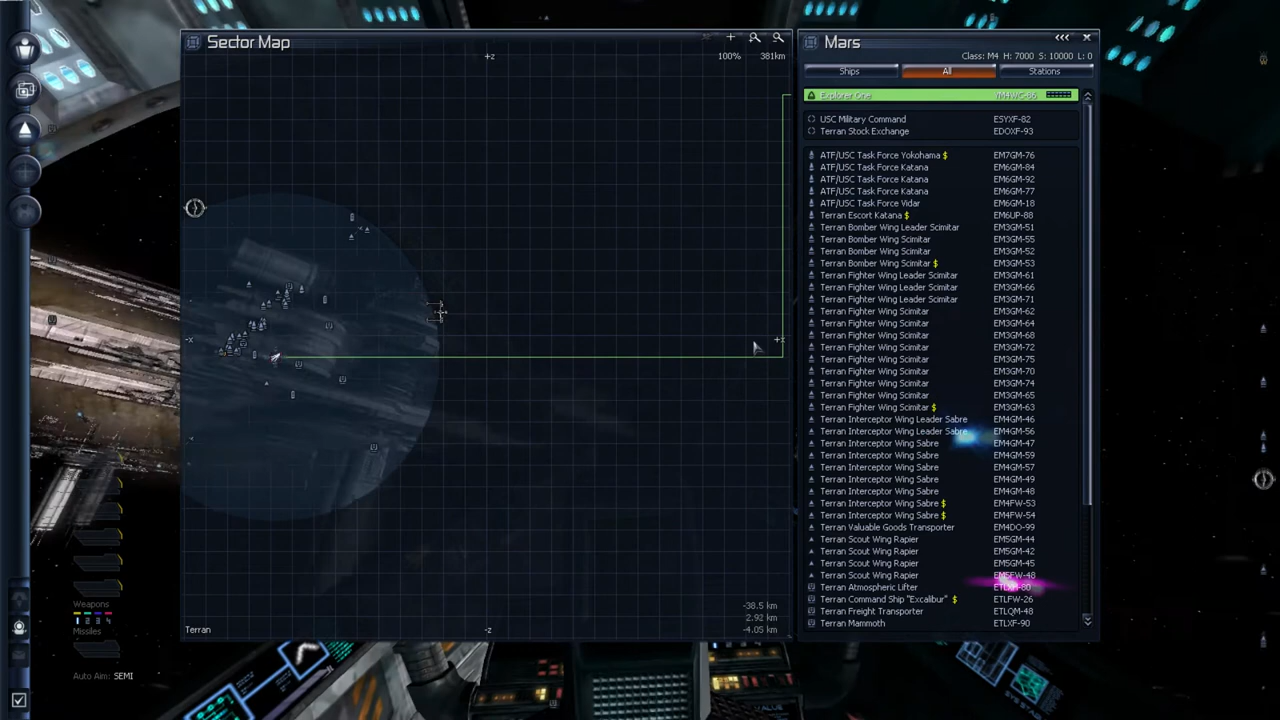 Sector Map
100%
381km
+z
-x
+x
-z
-38.5 km
2.92 km
-4.05 km
Terran
Mars
Class: M4 H: 7000 S: 10000 L: 0
Ships
All
Stations
Explorer One YM4WC-86
USC Military Command ESYXF-82
Terran Stock Exchange EDOXF-93
ATF/USC Task Force Yokohama $ EM7GM-76
ATF/USC Task Force Katana EM6GM-84
ATF/USC Task Force Katana EM6GM-92
ATF/USC Task Force Katana EM6GM-77
ATF/USC Task Force Vidar EM6GM-18
Terran Escort Katana $ EM6UP-88
Terran Bomber Wing Leader Scimitar EM3GM-51
Terran Bomber Wing Scimitar EM3GM-55
Terran Bomber Wing Scimitar EM3GM-52
Terran Bomber Wing Scimitar $ EM3GM-53
Terran Fighter Wing Leader Scimitar EM3GM-61
Terran Fighter Wing Leader Scimitar EM3GM-66
Terran Fighter Wing Leader Scimitar EM3GM-71
Terran Fighter Wing Scimitar EM3GM-62
Terran Fighter Wing Scimitar EM3GM-64
Terran Fighter Wing Scimitar EM3GM-68
Terran Fighter Wing Scimitar EM3GM-72
Terran Fighter Wing Scimitar EM3GM-75
Terran Fighter Wing Scimitar EM3GM-70
Terran Fighter Wing Scimitar EM3GM-74
Terran Fighter Wing Scimitar EM3GM-65
Terran Fighter Wing Scimitar $ EM3GM-63
Terran Interceptor Wing Leader Sabre EM4GM-46
Terran Interceptor Wing Leader Sabre EM4GM-56
Terran Interceptor Wing Sabre EM4GM-47
Terran Interceptor Wing Sabre EM4GM-59
Terran Interceptor Wing Sabre EM4GM-57
Terran Interceptor Wing Sabre EM4GM-49
Terran Interceptor Wing Sabre EM4GM-48
Terran Interceptor Wing Sabre $ EM4FW-53
Terran Interceptor Wing Sabre $ EM4FW-54
Terran Valuable Goods Transporter EM4DO-99
Terran Scout Wing Rapier EM5GM-44
Terran Scout Wing Rapier EM5GM-42
Terran Scout Wing Rapier EM5GM-45
Terran Scout Wing Rapier EM5FW-48
Terran Atmospheric Lifter ETLXH-80
Terran Command Ship "Excalibur" $ ETLFW-26
Terran Freight Transporter ETLQM-48
Terran Mammoth ETLXF-90
Weapons
1 2 3 4
Missiles
Auto Aim: SEMI